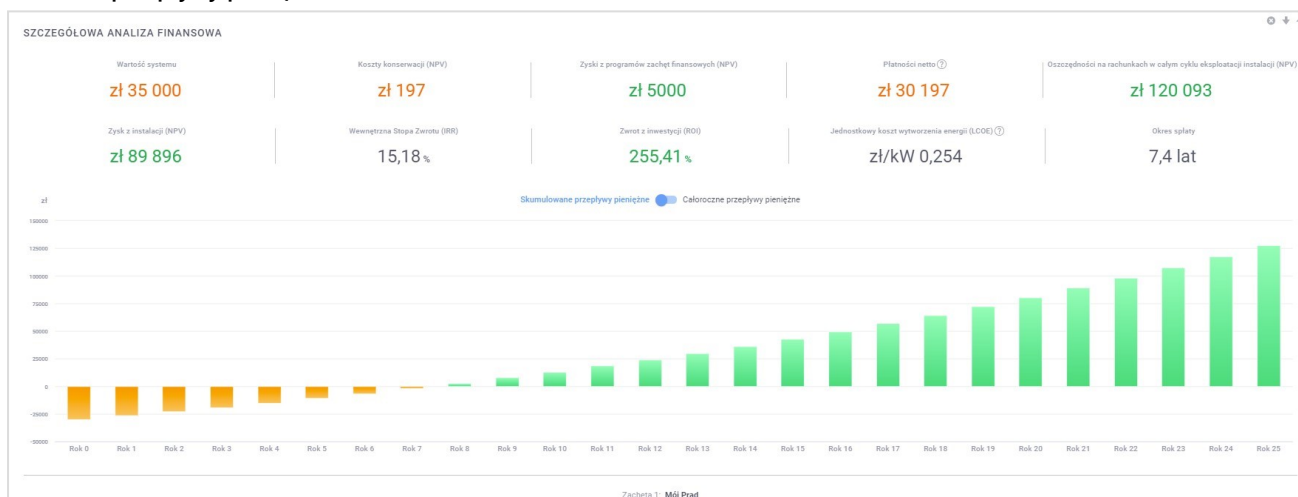 SZCZEGÓŁOWA ANALIZA FINANSOWA
Wartość systemu
Koszty konserwacji (NPV)
Zyski z programów zachęt finansowych (NPV)
Płatności netto ?
Oszczędności na rachunkach w całym cyklu eksploatacji instalacji (NPV)
zł 35 000
zł 197
zł 5000
zł 30 197
zł 120 093
Zysk z instalacji (NPV)
Wewnętrzna Stopa Zwrotu (IRR)
Zwrot z inwestycji (ROI)
Jednostkowy koszt wytworzenia energii (LCOE) ?
Okres spłaty
zł 89 896
15,18 %
255,41 %
zł/kW 0,254
7,4 lat
Skumulowane przepływy pieniężne
Całoroczne przepływy pieniężne
zł
150000
125000
100000
75000
50000
25000
0
-25000
-50000
Rok 0 Rok 1 Rok 2 Rok 3 Rok 4 Rok 5 Rok 6 Rok 7 Rok 8 Rok 9 Rok 10 Rok 11 Rok 12 Rok 13 Rok 14 Rok 15 Rok 16 Rok 17 Rok 18 Rok 19 Rok 20 Rok 21 Rok 22 Rok 23 Rok 24 Rok 25
Zachęta 1: Mój Prąd